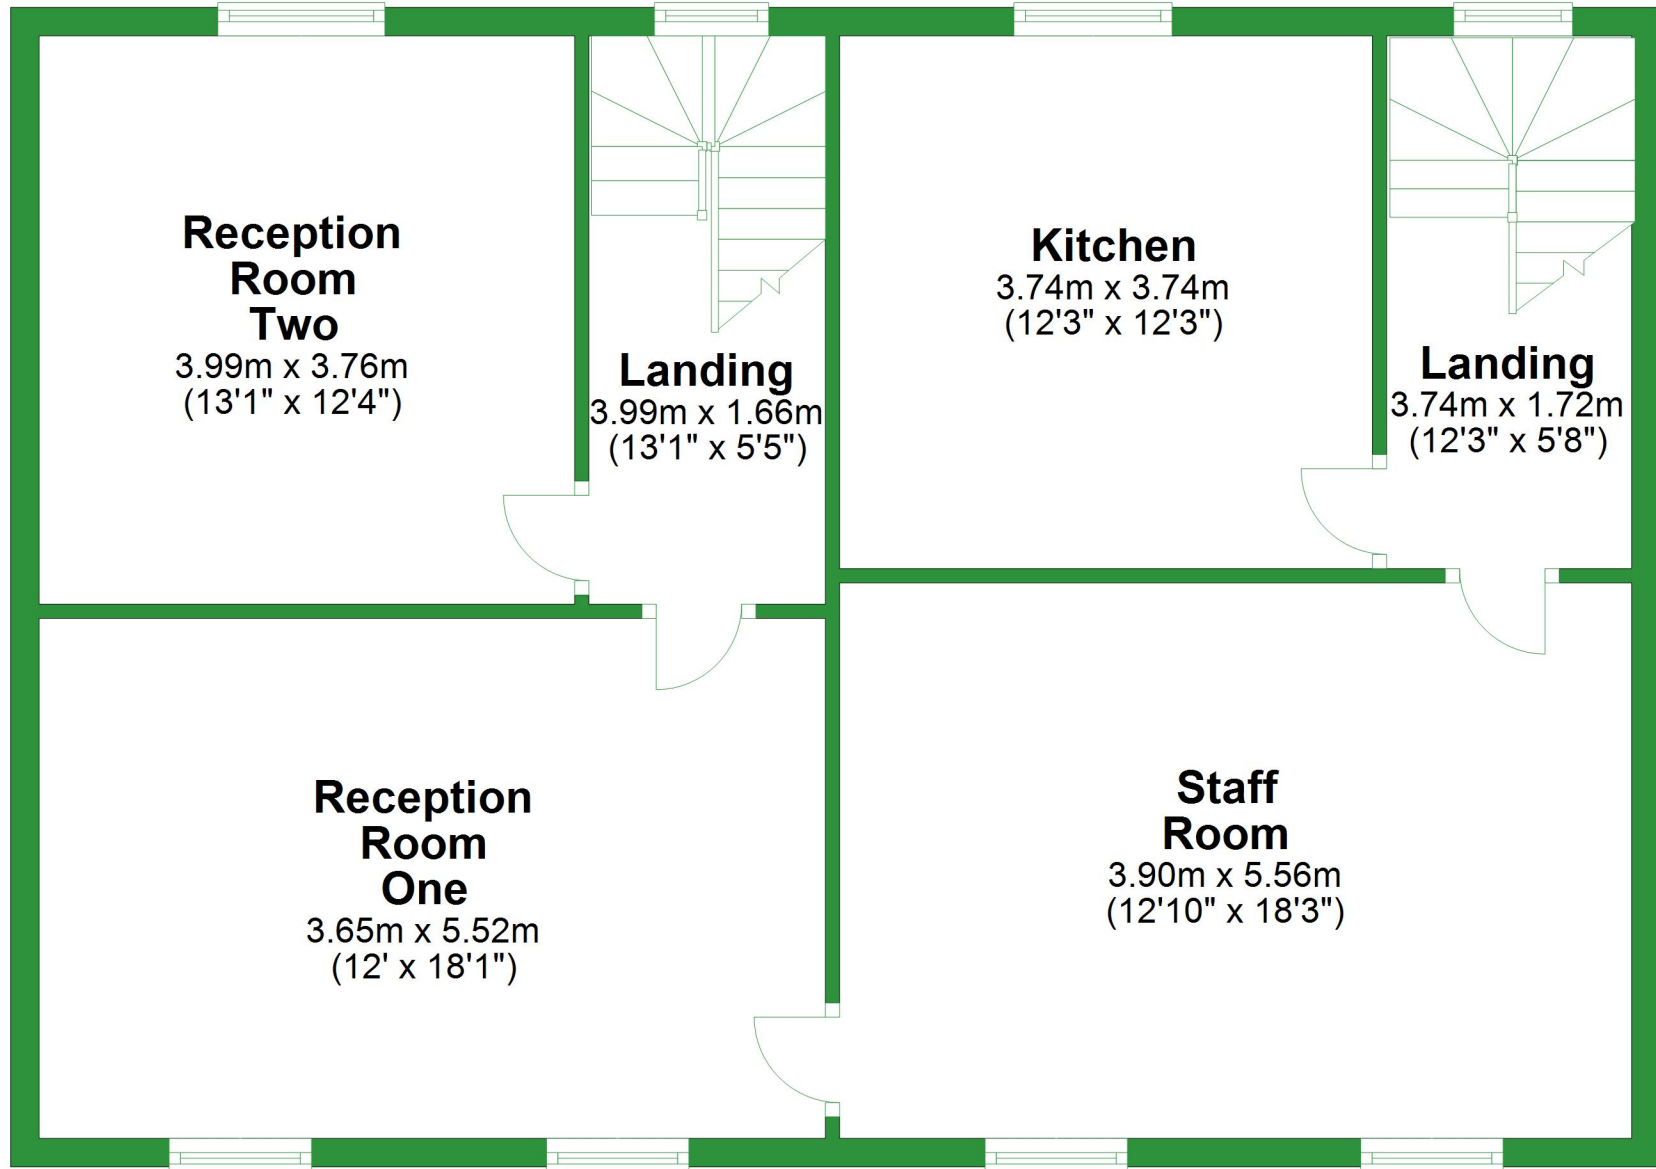 Reception
Room
Two
3.99m x 3.76m
(13'1" x 12'4")
Landing
3.99m x 1.66m
(13'1" x 5'5")
Kitchen
3.74m x 3.74m
(12'3" x 12'3")
Landing
3.74m x 1.72m
(12'3" x 5'8")
Reception
Room
One
3.65m x 5.52m
(12' x 18'1")
Staff
Room
3.90m x 5.56m
(12'10" x 18'3")